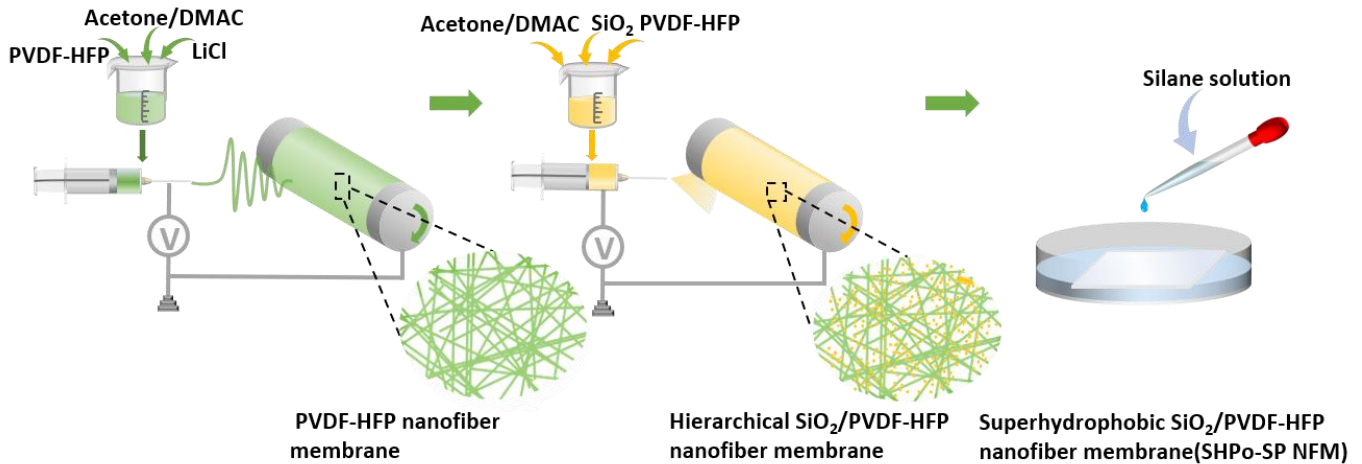 Acetone/DMAC
PVDF-HFP
LiCl
V
PVDF-HFP nanofiber
membrane
Acetone/DMAC SiO₂ PVDF-HFP
V
Hierarchical SiO₂/PVDF-HFP
nanofiber membrane
Silane solution
Superhydrophobic SiO₂/PVDF-HFP
nanofiber membrane(SHPo-SP NFM)